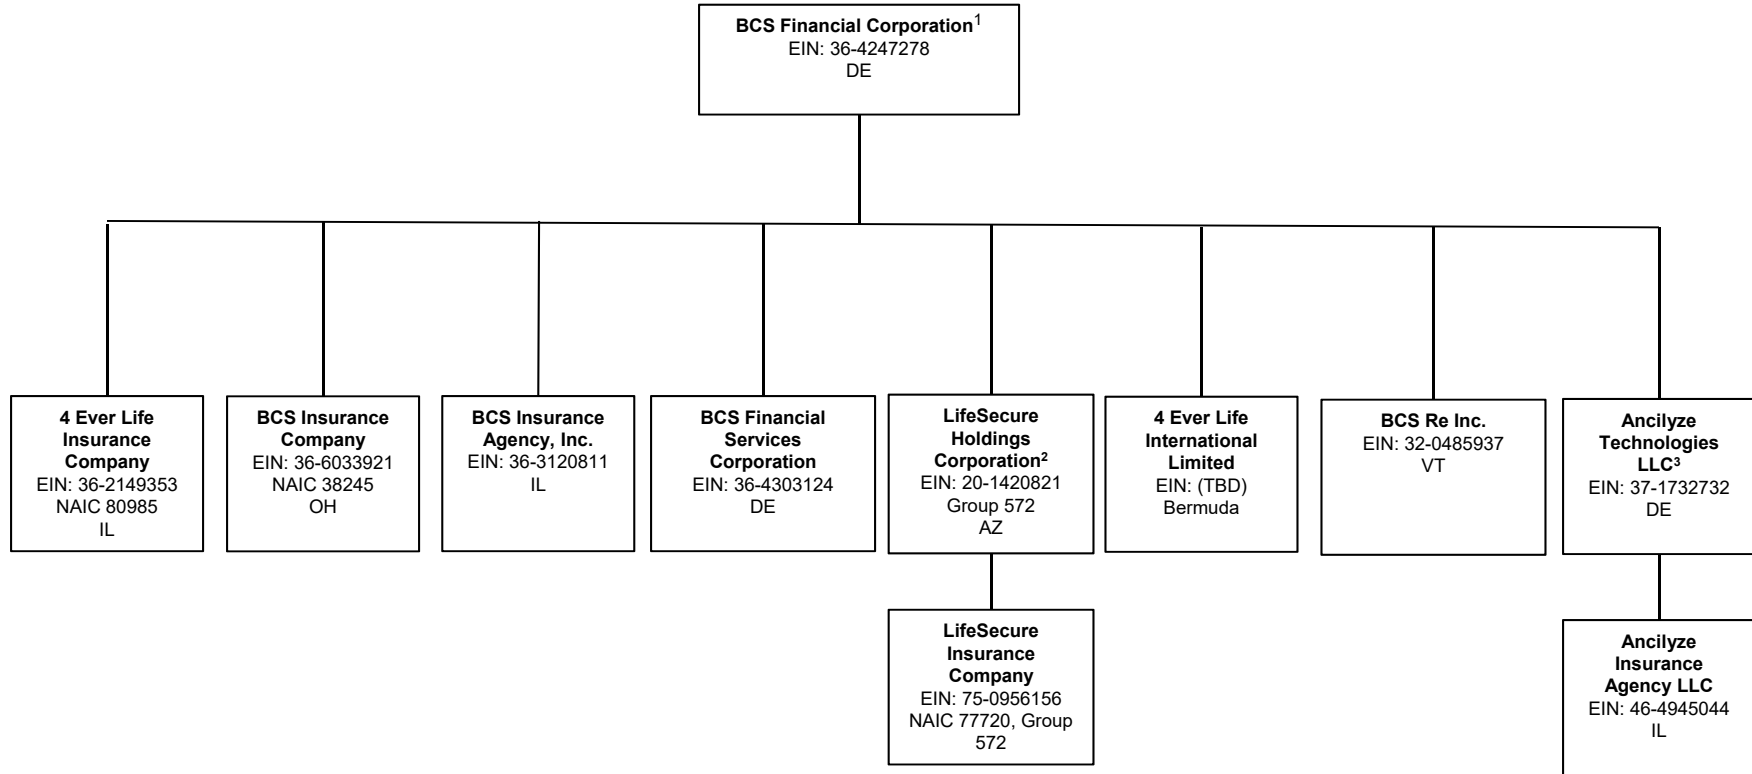 BCS Financial Corporation¹
EIN: 36-4247278
DE
4 Ever Life
Insurance
Company
EIN: 36-2149353
NAIC 80985
IL
BCS Insurance
Company
EIN: 36-6033921
NAIC 38245
OH
BCS Insurance
Agency, Inc.
EIN: 36-3120811
IL
BCS Financial
Services
Corporation
EIN: 36-4303124
DE
LifeSecure
Holdings
Corporation²
EIN: 20-1420821
Group 572
AZ
4 Ever Life
International
Limited
EIN: (TBD)
Bermuda
BCS Re Inc.
EIN: 32-0485937
VT
Ancilyze
Technologies
LLC³
EIN: 37-1732732
DE
LifeSecure
Insurance
Company
EIN: 75-0956156
NAIC 77720, Group
572
Ancilyze
Insurance
Agency LLC
EIN: 46-4945044
IL